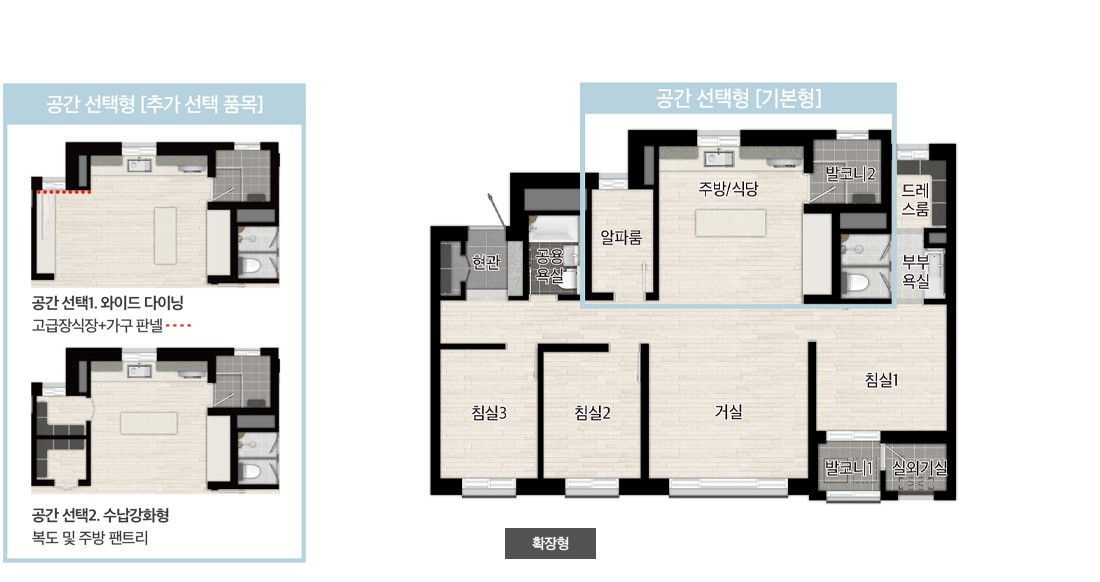 공간 선택형 [추가 선택 품목]
공간 선택1. 와이드 다이닝
고급장식장+가구 판넬
공간 선택2. 수납강화형
복도 및 주방 팬트리
공간 선택형 [기본형]
주방/식당
발코니2
드레
스룸
알파룸
현관
공용
욕실
부부
욕실
침실3
침실2
거실
침실1
발코니1
실외기실
확장형